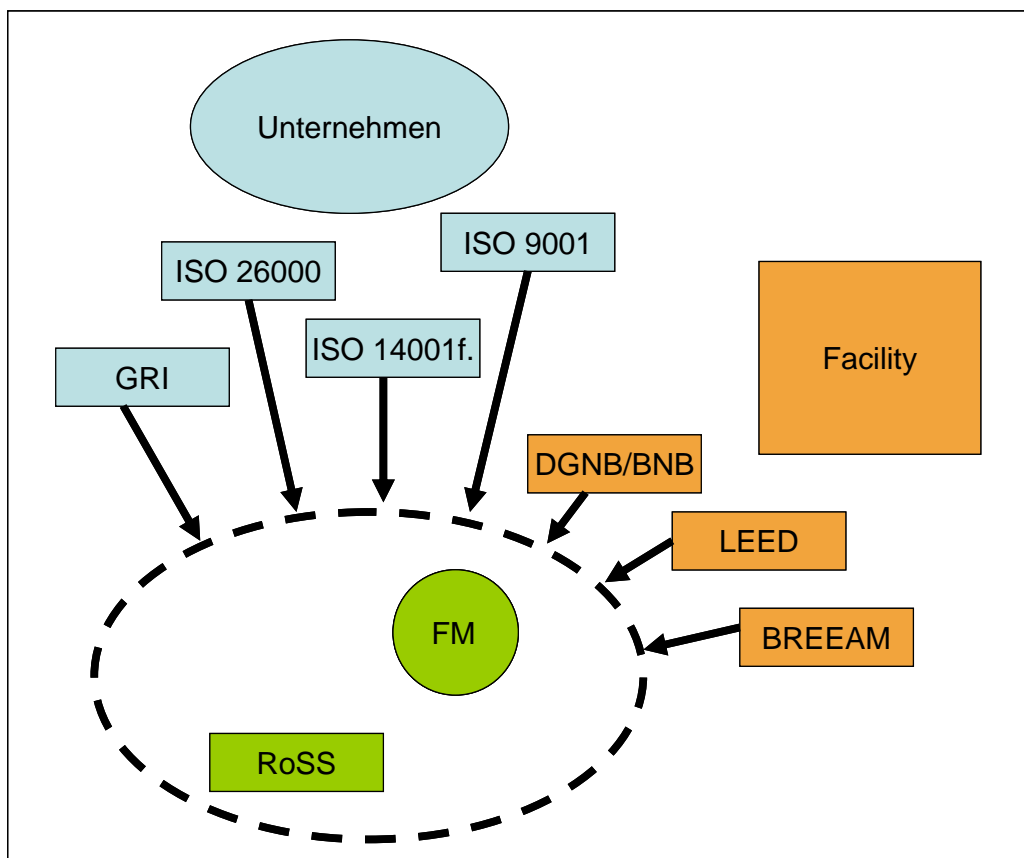 Unternehmen
ISO 9001
ISO 26000
ISO 14001f.
GRI
Facility
DGNB/BNB
LEED
BREEAM
FM
RoSS